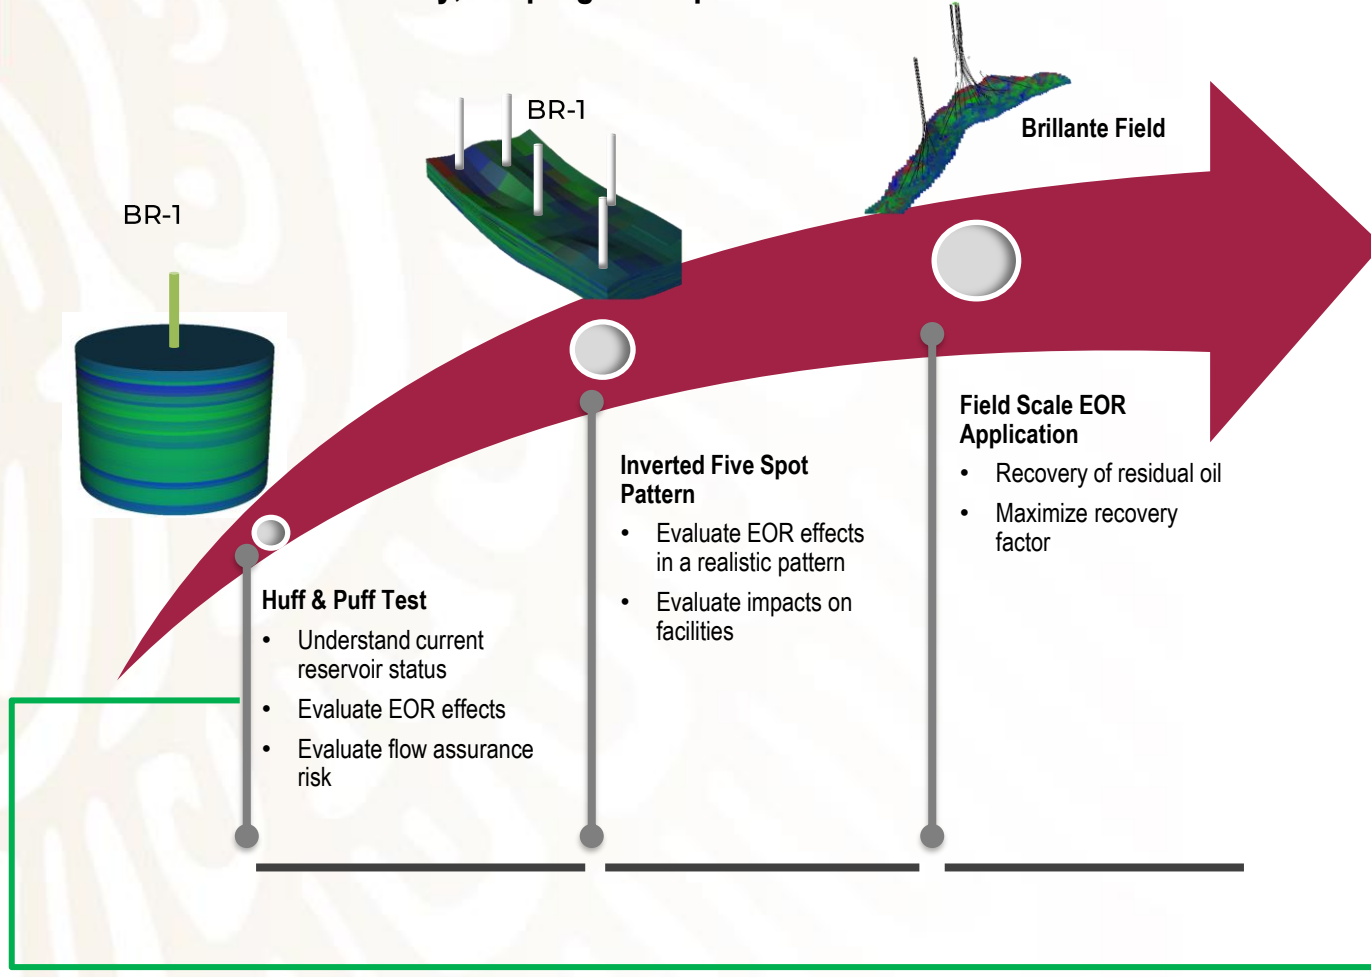 BR-1
BR-1
Brillante Field
Huff & Puff Test
• Understand current
reservoir status
• Evaluate EOR effects
• Evaluate flow assurance
risk
Inverted Five Spot
Pattern
• Evaluate EOR effects
in a realistic pattern
• Evaluate impacts on
facilities
Field Scale EOR
Application
• Recovery of residual oil
• Maximize recovery
factor